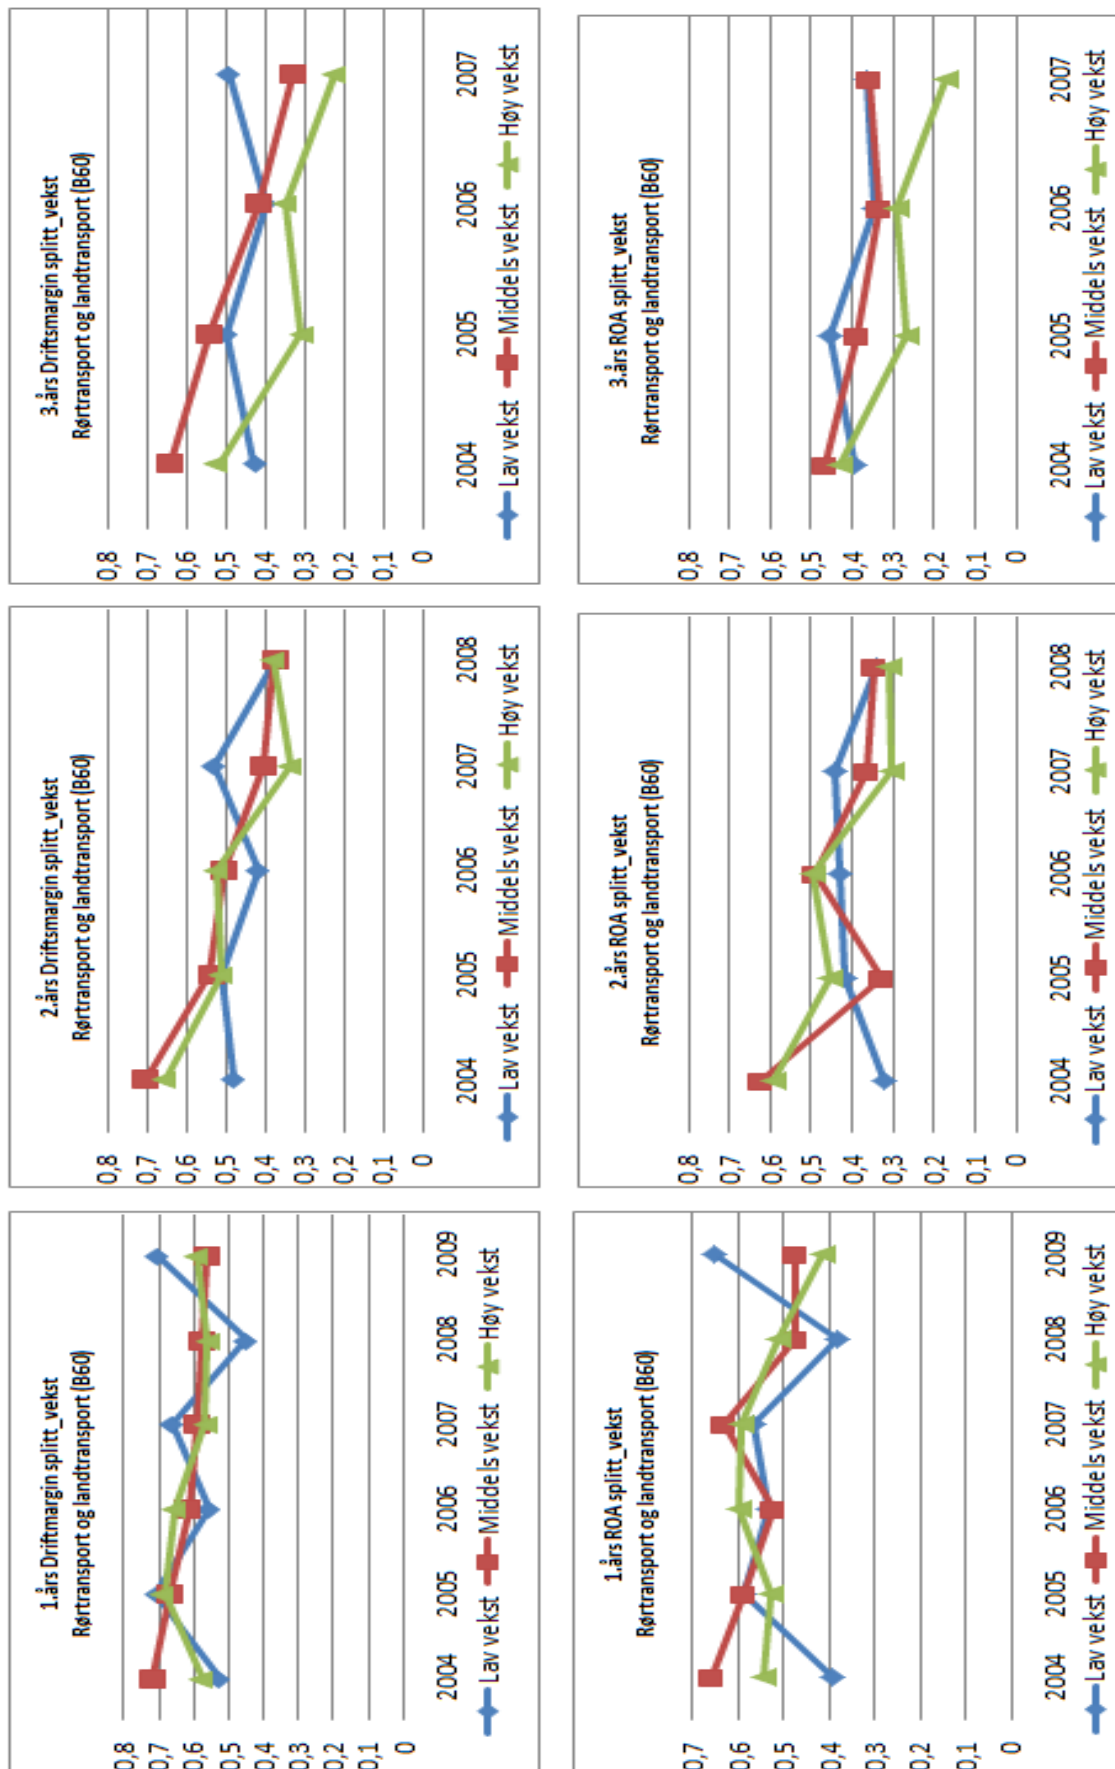 1.års Driftmargin splitt_vekst
Rørtransport og landtransport (B60)
0,8
0,7
0,6
0,5
0,4
0,3
0,2
0,1
0
2004 2005 2006 2007 2008 2009
Lav vekst Middels vekst Høy vekst
2.års Driftsmargin splitt_vekst
Rørtransport og landtransport (B60)
0,8
0,7
0,6
0,5
0,4
0,3
0,2
0,1
0
2004 2005 2006 2007 2008
Lav vekst Middels vekst Høy vekst
3.års Driftsmargin splitt_vekst
Rørtransport og landtransport (B60)
0,8
0,7
0,6
0,5
0,4
0,3
0,2
0,1
0
2004 2005 2006 2007
Lav vekst Middels vekst Høy vekst
1.års ROA splitt_vekst
Rørtransport og landtransport (B60)
0,7
0,6
0,5
0,4
0,3
0,2
0,1
0
2004 2005 2006 2007 2008 2009
Lav vekst Middels vekst Høy vekst
2.års ROA splitt_vekst
Rørtransport og landtransport (B60)
0,8
0,7
0,6
0,5
0,4
0,3
0,2
0,1
0
2004 2005 2006 2007 2008
Lav vekst Middels vekst Høy vekst
3.års ROA splitt_vekst
Rørtransport og landtransport (B60)
0,8
0,7
0,6
0,5
0,4
0,3
0,2
0,1
0
2004 2005 2006 2007
Lav vekst Middels vekst Høy vekst